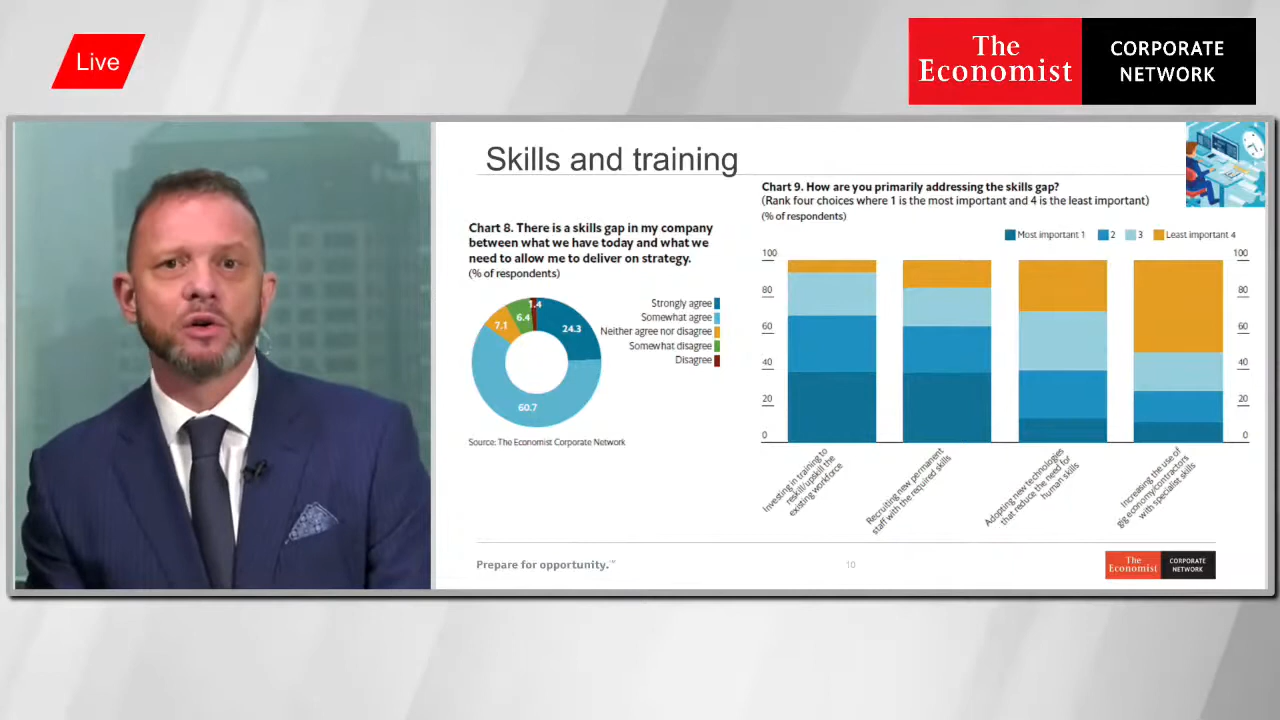 Live
The
Economist
CORPORATE
NETWORK
Skills and training
Chart 8. There is a skills gap in my company
between what we have today and what we
need to allow me to deliver on strategy.
(% of respondents)
1.4
6.4
7.1
24.3
60.7
Strongly agree
Somewhat agree
Neither agree nor disagree
Somewhat disagree
Disagree
Source: The Economist Corporate Network
Chart 9. How are you primarily addressing the skills gap?
(Rank four choices where 1 is the most important and 4 is the least important)
(% of respondents)
Most important 1
2
3
Least important 4
100
80
60
40
20
0
100
80
60
40
20
0
Investing in training to
reskill/upskill the
existing workforce
Recruiting new permanent
staff with the required skills
Adopting new technologies
that reduce the need for
human skills
Increasing the use of
gig economy/contractors
with specialist skills
Prepare for opportunity.™
10
The
Economist
CORPORATE
NETWORK